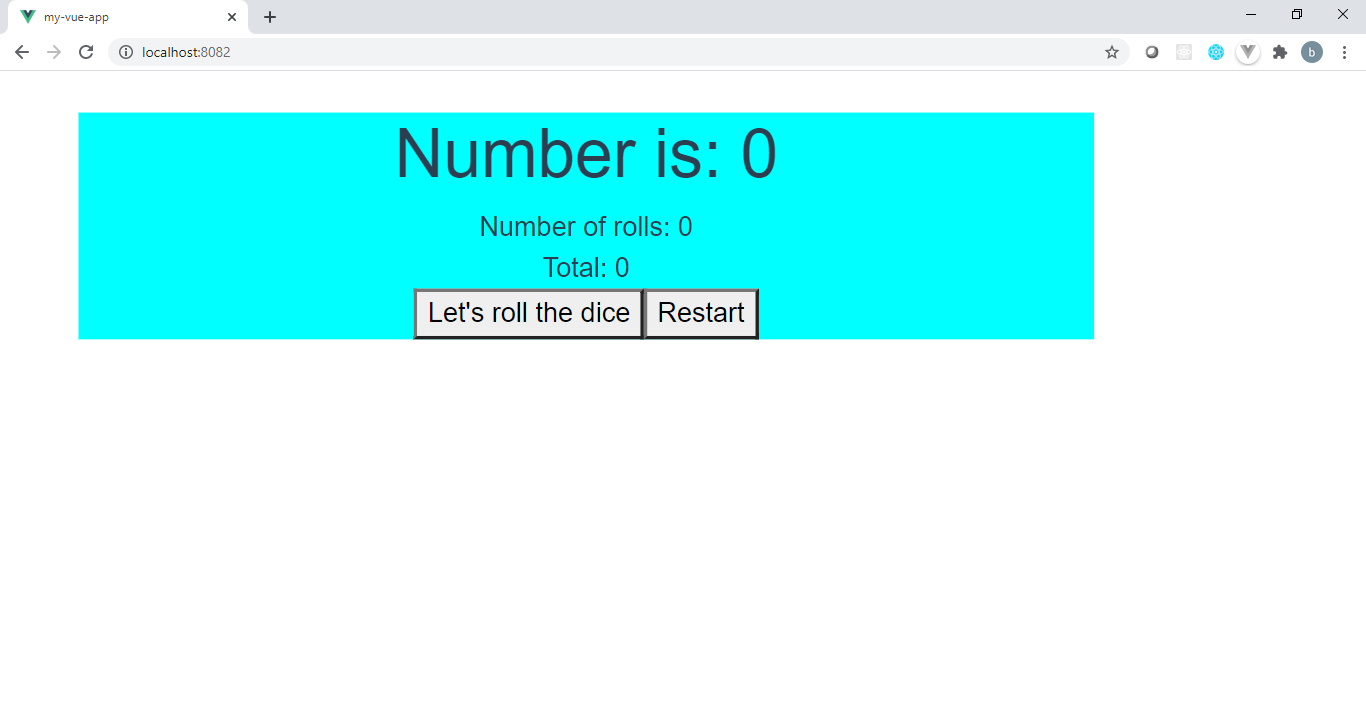 my-vue-app
localhost:8082
b
Number is: 0
Number of rolls: 0
Total: 0
Let's roll the dice Restart